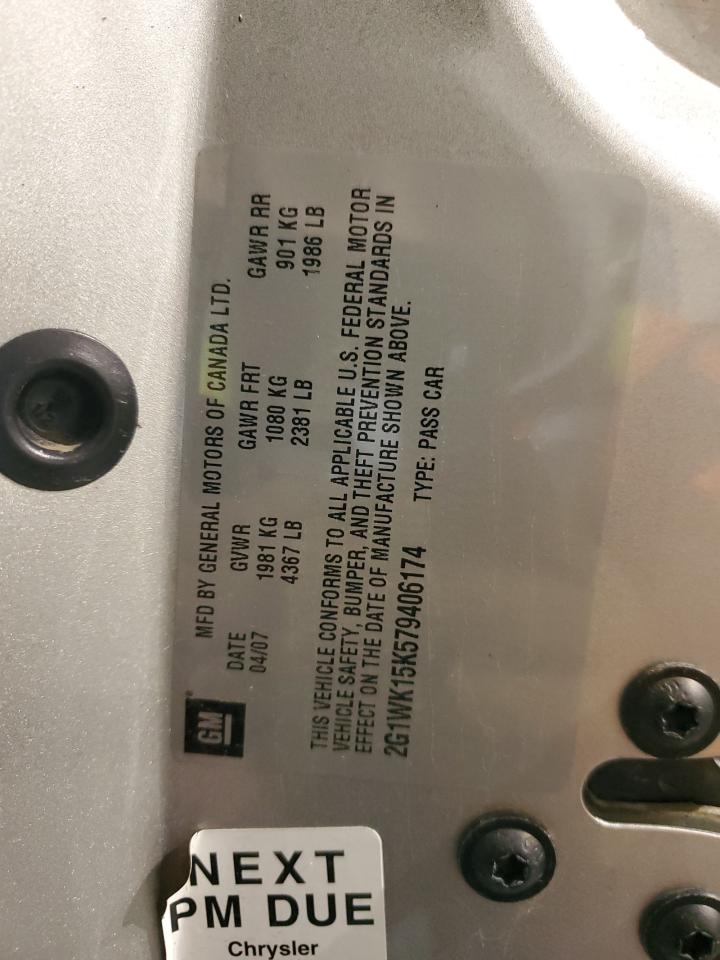 GM
MFD BY GENERAL MOTORS OF CANADA LTD.
DATE GVWR GAWR FRT GAWR RR
04/07 1981 KG 1080 KG 901 KG
4367 LB 2381 LB 1986 LB
THIS VEHICLE CONFORMS TO ALL APPLICABLE U.S. FEDERAL MOTOR
VEHICLE SAFETY, BUMPER, AND THEFT PREVENTION STANDARDS IN
EFFECT ON THE DATE OF MANUFACTURE SHOWN ABOVE.
2G1WK15K579406174 TYPE: PASS CAR
NEXT
PM DUE
Chrysler